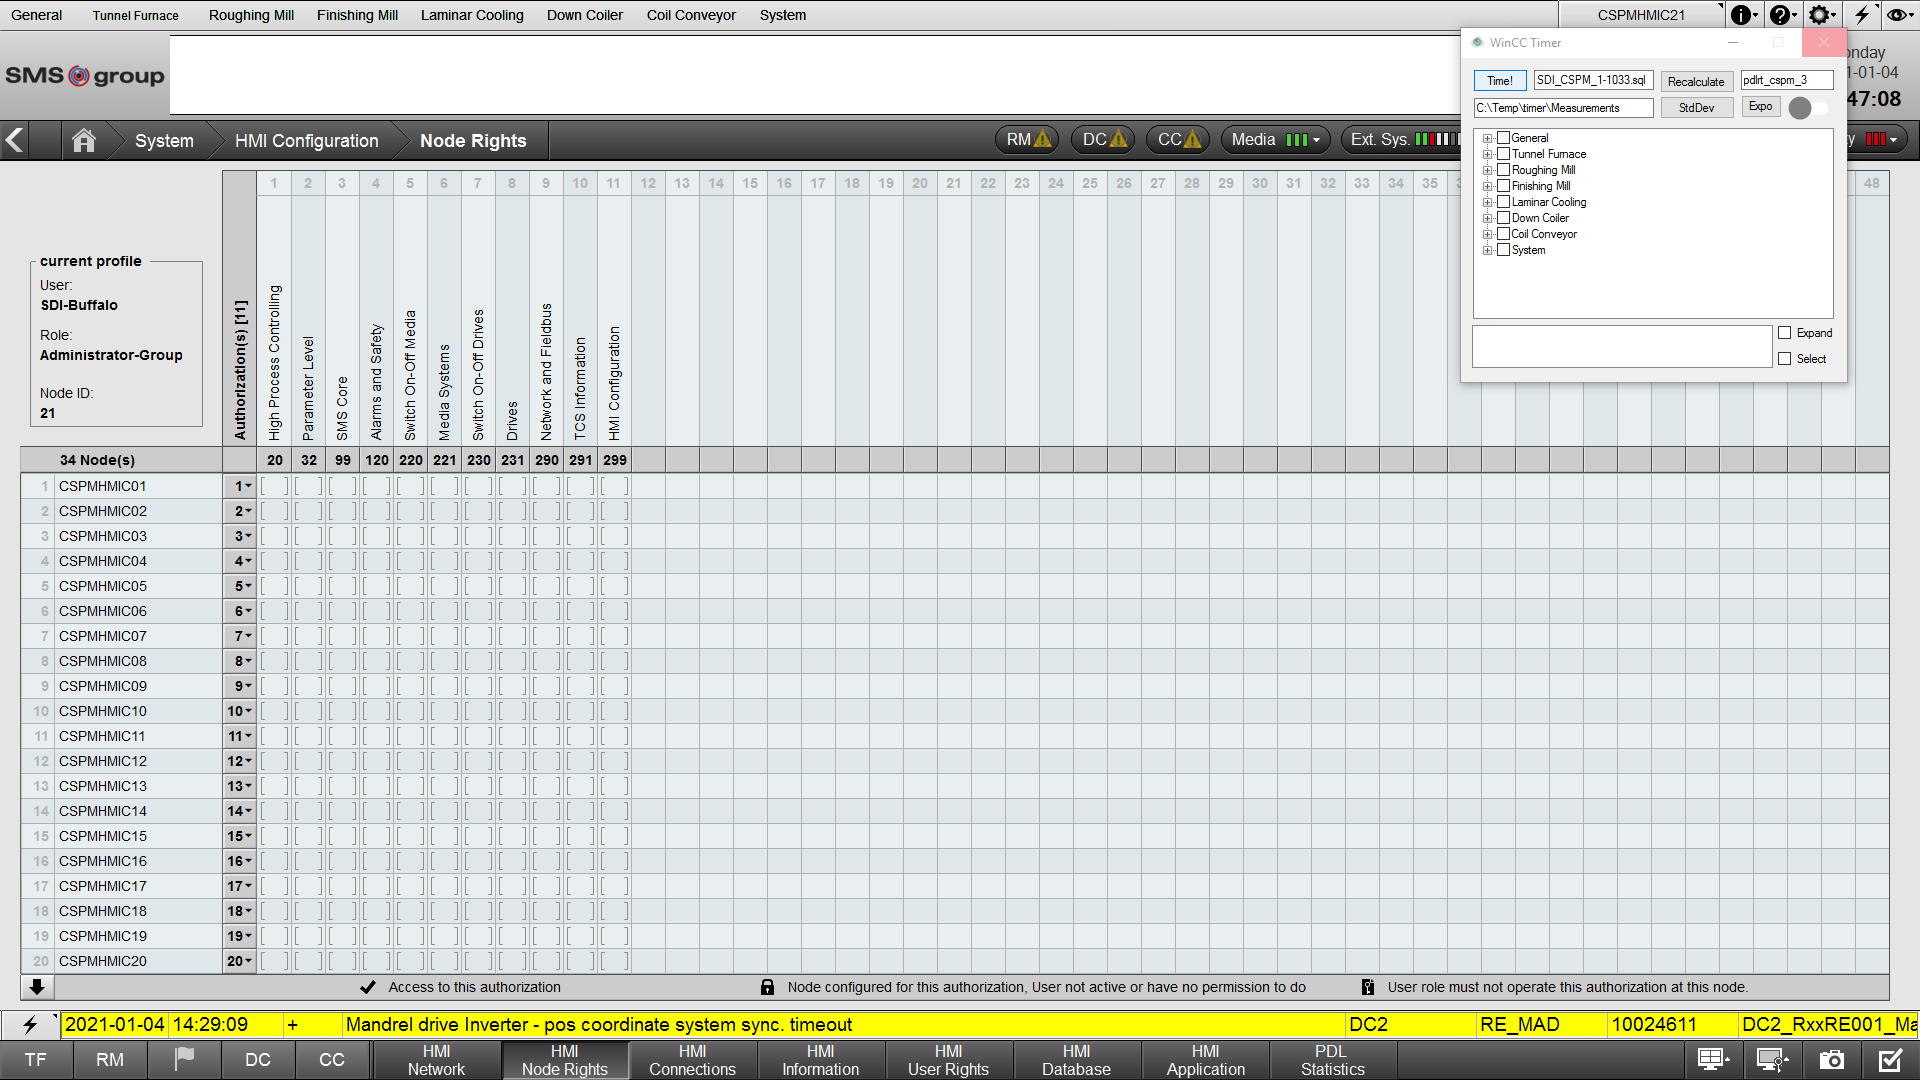 General Tunnel Furnace Roughing Mill Finishing Mill Laminar Cooling Down Coiler Coil Conveyor System CSPMHMIC21
SMS group
WinCC Timer
Time! SDI_CSPM_1-1033.sql Recalculate pdlrt_cspm_3
C:\Temp\timer\Measurements StdDev Expo
General
Tunnel Furnace
Roughing Mill
Finishing Mill
Laminar Cooling
Down Coiler
Coil Conveyor
System
Expand
Select
nday
1-01-04
47:08
System HMI Configuration Node Rights RM DC CC Media Ext. Sys. y
1 2 3 4 5 6 7 8 9 10 11 12 13 14 15 16 17 18 19 20 21 22 23 24 25 26 27 28 29 30 31 32 33 34 35 48
current profile
User:
SDI-Buffalo
Role:
Administrator-Group
Node ID:
21
Authorization(s) [11]
High Process Controlling
Parameter Level
SMS Core
Alarms and Safety
Switch On-Off Media
Media Systems
Switch On-Off Drives
Drives
Network and Fieldbus
TCS Information
HMI Configuration
34 Node(s) 20 32 99 120 220 221 230 231 290 291 299
1 CSPMHMIC01 1
2 CSPMHMIC02 2
3 CSPMHMIC03 3
4 CSPMHMIC04 4
5 CSPMHMIC05 5
6 CSPMHMIC06 6
7 CSPMHMIC07 7
8 CSPMHMIC08 8
9 CSPMHMIC09 9
10 CSPMHMIC10 10
11 CSPMHMIC11 11
12 CSPMHMIC12 12
13 CSPMHMIC13 13
14 CSPMHMIC14 14
15 CSPMHMIC15 15
16 CSPMHMIC16 16
17 CSPMHMIC17 17
18 CSPMHMIC18 18
19 CSPMHMIC19 19
20 CSPMHMIC20 20
Access to this authorization Node configured for this authorization, User not active or have no permission to do User role must not operate this authorization at this node.
2021-01-04 14:29:09 + Mandrel drive Inverter - pos coordinate system sync. timeout DC2 RE_MAD 10024611 DC2_RxxRE001_Ma
TF RM DC CC HMI Network HMI Node Rights HMI Connections HMI Information HMI User Rights HMI Database HMI Application PDL Statistics